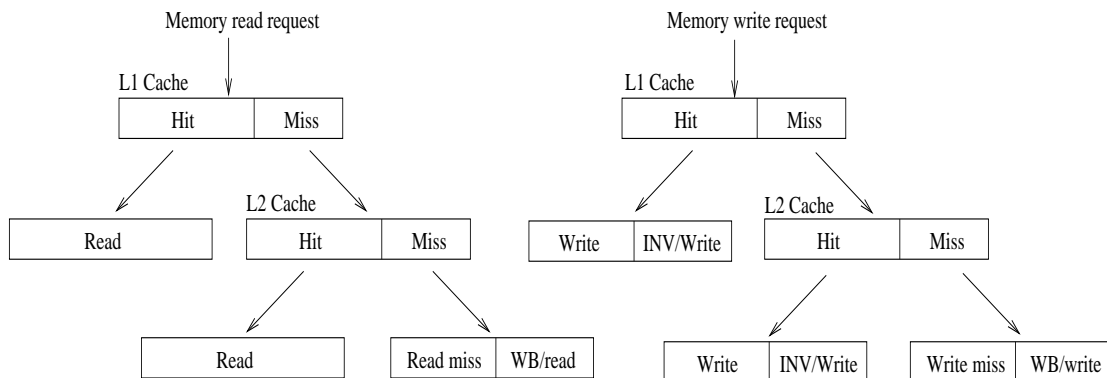 Memory read request
Memory write request
L1 Cache
L1 Cache
Hit Miss
Hit Miss
L2 Cache
L2 Cache
Read
Hit Miss
Write INV/Write
Hit Miss
Read
Read miss WB/read
Write INV/Write
Write miss WB/write